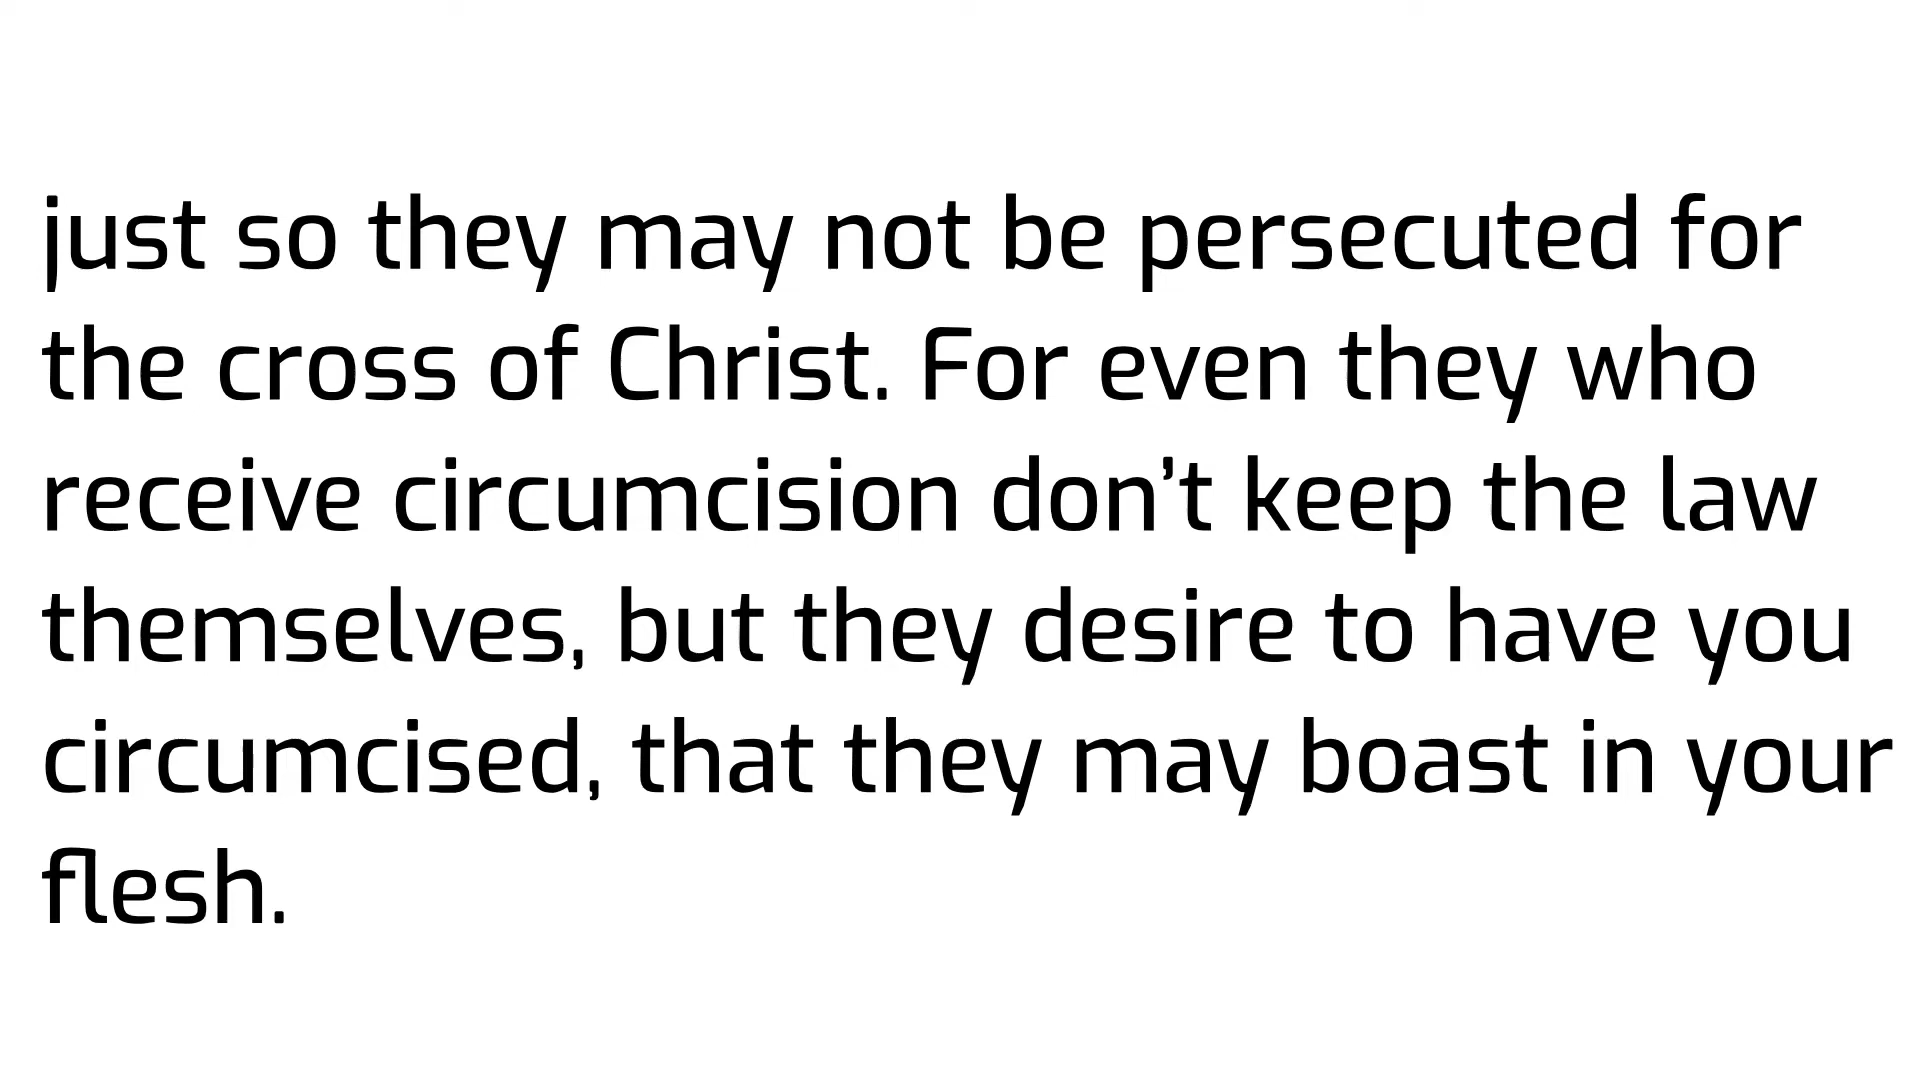 just so they may not be persecuted for
the cross of Christ. For even they who
receive circumcision don’t keep the law
themselves, but they desire to have you
circumcised, that they may boast in your
flesh.